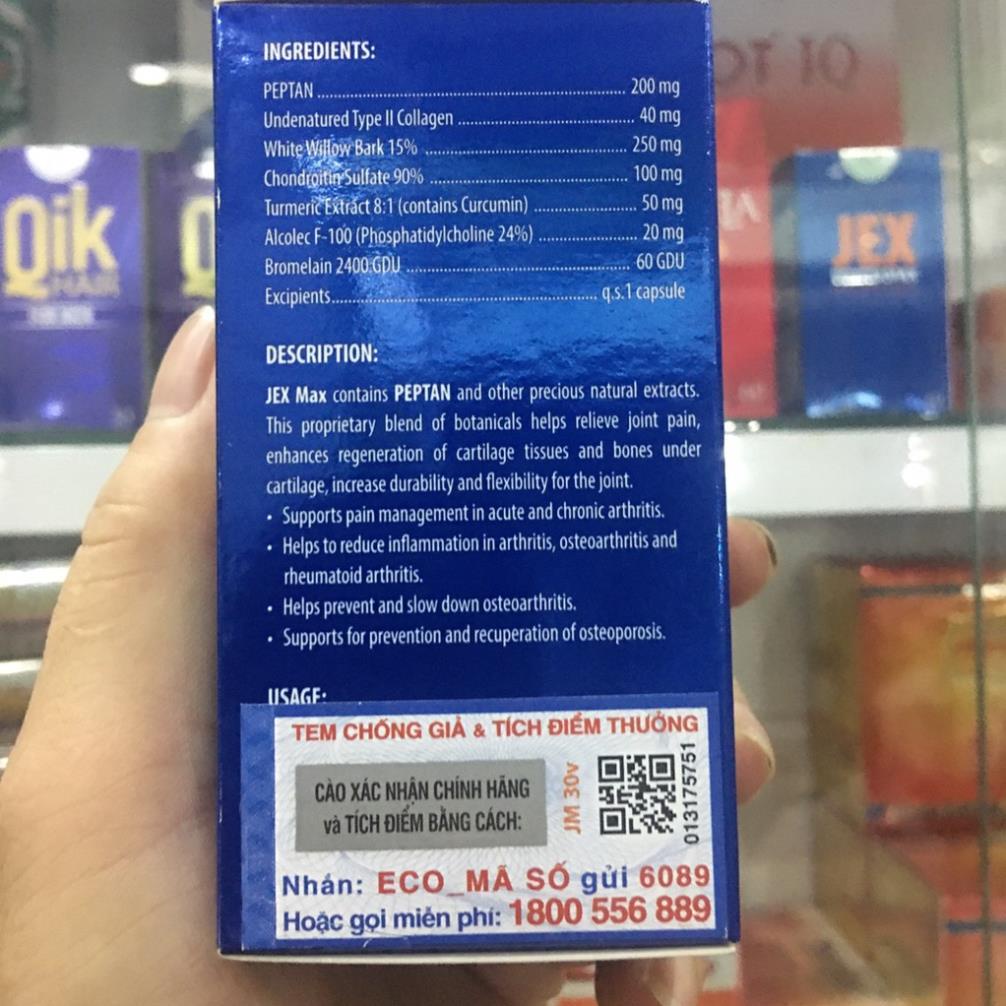 INGREDIENTS:
PEPTAN ........ 200 mg
Undenatured Type II Collagen ........ 40 mg
White Willow Bark 15% ........ 250 mg
Chondroitin Sulfate 90% ........ 100 mg
Turmeric Extract 8:1 (contains Curcumin) ........ 50 mg
Alcolec F-100 (Phosphatidylcholine 24%) ........ 20 mg
Bromelain 2400.GDU ........ 60 GDU
Excipients ........ q.s.1 capsule
DESCRIPTION:
JEX Max contains PEPTAN and other precious natural extracts.
This proprietary blend of botanicals helps relieve joint pain,
enhances regeneration of cartilage tissues and bones under
cartilage, increase durability and flexibility for the joint.
• Supports pain management in acute and chronic arthritis.
• Helps to reduce inflammation in arthritis, osteoarthritis and
rheumatoid arthritis.
• Helps prevent and slow down osteoarthritis.
• Supports for prevention and recuperation of osteoporosis.
USAGE:
TEM CHỐNG GIẢ & TÍCH ĐIỂM THƯỞNG
CÀO XÁC NHẬN CHÍNH HÃNG
và TÍCH ĐIỂM BẰNG CÁCH:
JM 30v
013175751
Nhắn: ECO_MÃ SỐ gửi 6089
Hoặc gọi miễn phí: 1800 556 889
Qik
HAIR
JEX